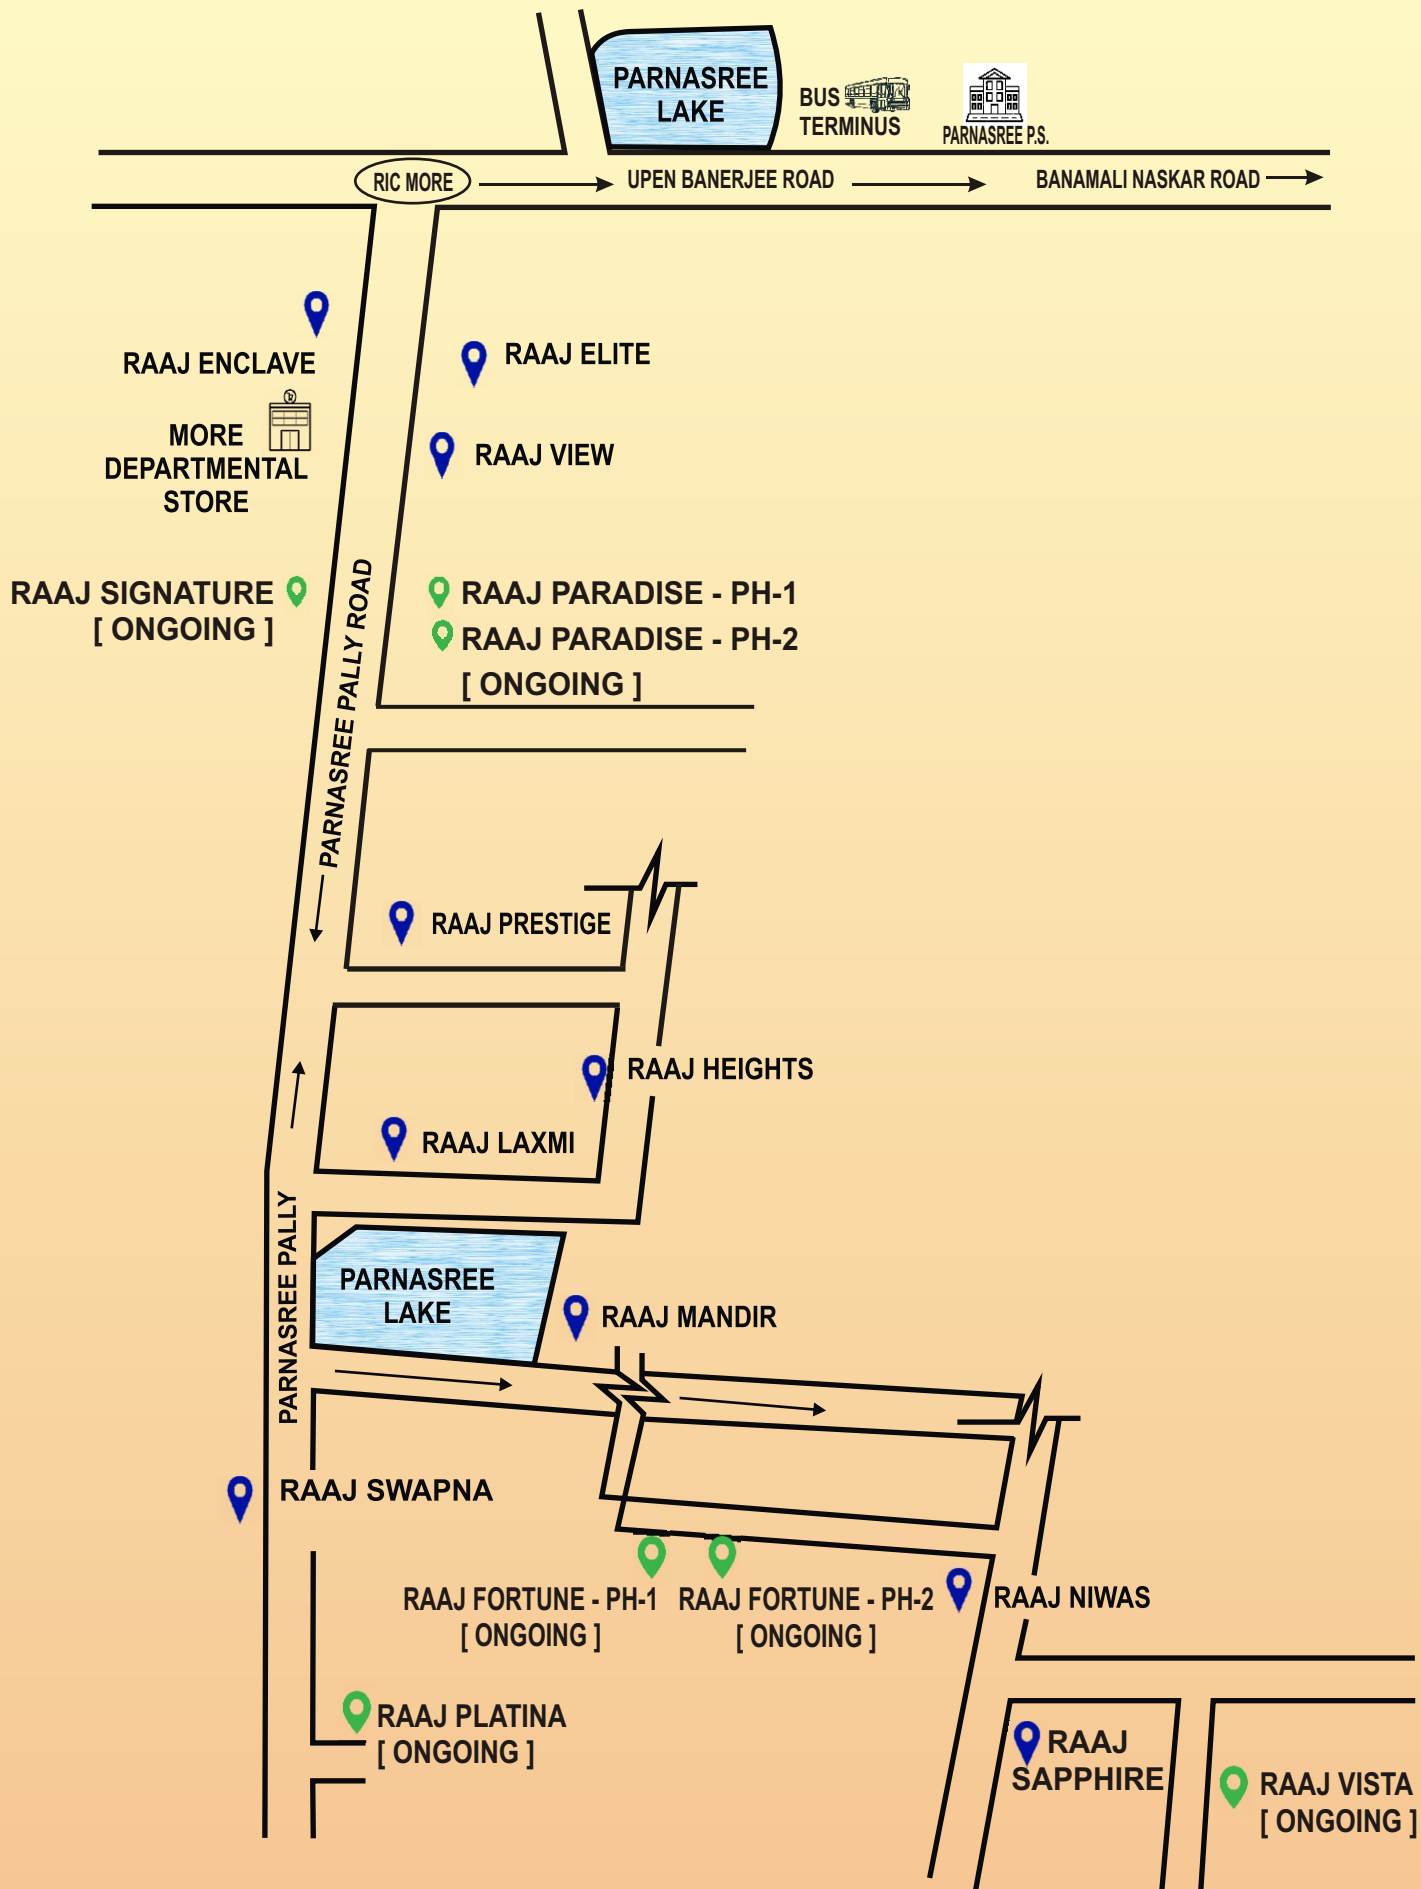 PARNASREE
LAKE
BUS
TERMINUS
PARNASREE P.S.
RIC MORE
UPEN BANERJEE ROAD
BANAMALI NASKAR ROAD
RAAJ ENCLAVE
RAAJ ELITE
MORE
DEPARTMENTAL
STORE
RAAJ VIEW
RAAJ SIGNATURE
[ ONGOING ]
RAAJ PARADISE - PH-1
RAAJ PARADISE - PH-2
[ ONGOING ]
PARNASREE PALLY ROAD
RAAJ PRESTIGE
RAAJ HEIGHTS
RAAJ LAXMI
PARNASREE PALLY
PARNASREE
LAKE
RAAJ MANDIR
RAAJ SWAPNA
RAAJ FORTUNE - PH-1
[ ONGOING ]
RAAJ FORTUNE - PH-2
[ ONGOING ]
RAAJ NIWAS
RAAJ PLATINA
[ ONGOING ]
RAAJ
SAPPHIRE
RAAJ VISTA
[ ONGOING ]